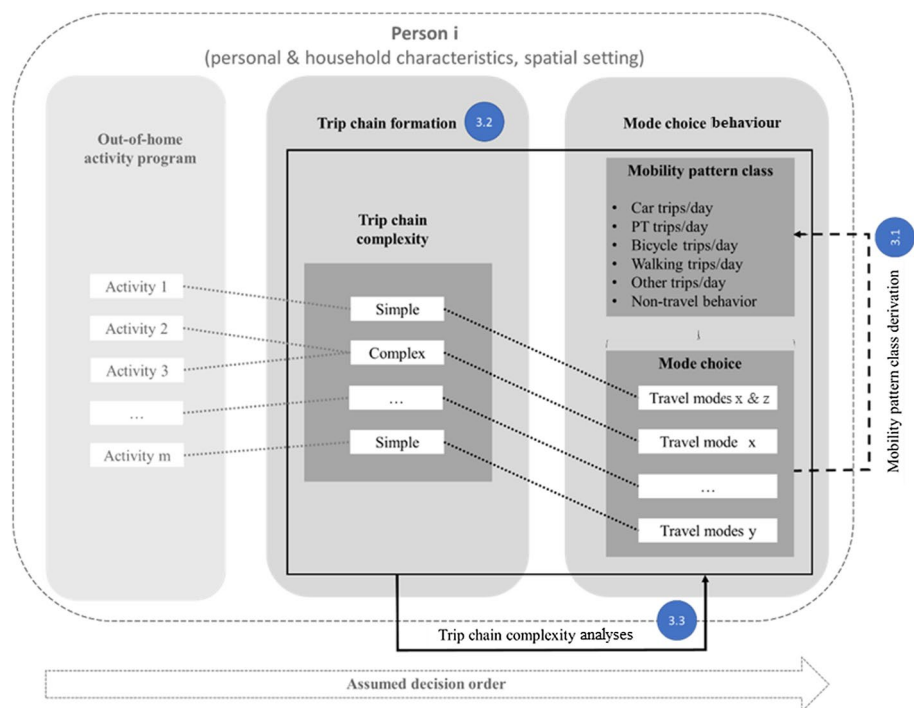 Person i
(personal & household characteristics, spatial setting)
Out-of-home
activity program
Activity 1
Activity 2
Activity 3
...
Activity m
Trip chain formation
3.2
Trip chain
complexity
Simple
Complex
...
Simple
Mode choice behaviour
Mobility pattern class
• Car trips/day
• PT trips/day
• Bicycle trips/day
• Walking trips/day
• Other trips/day
• Non-travel behavior
Mode choice
Travel modes x & z
Travel mode x
...
Travel modes y
3.1
Mobility pattern class derivation
3.3
Trip chain complexity analyses
Assumed decision order